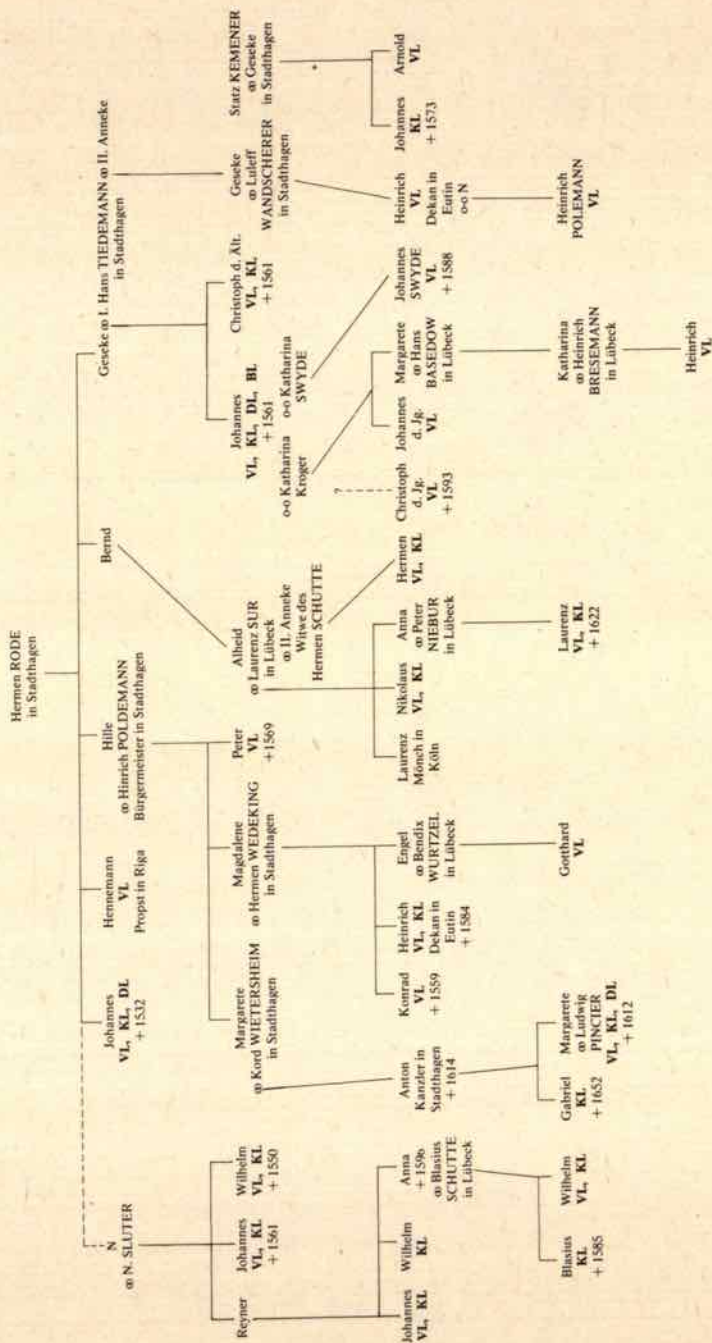 Hermen RODE
in Stadthagen
N
∞ N. SLUTER
Johannes
VL, KL, DL
+ 1532
Hennemann
VL
Propst in Riga
Hille
∞ Hinrich POLDEMANN
Bürgermeister in Stadthagen
Bernd
Geseke ∞ I. Hans TIEDEMANN ∞ II. Anneke
in Stadthagen
Reyner
Johannes
VL, KL
+ 1561
Wilhelm
VL, KL
+ 1550
Margarete
∞ Kord WIETERSHEIM
in Stadthagen
Magdalene
∞ Hermen WEDEKING
in Stadthagen
Peter
VL
+1569
Alheid
∞ Laurenz SUR
in Lübeck
∞ II. Anneke
Witwe des
Hermen SCHUTTE
Johannes
VL, KL, DL, BL
+ 1561
o-o Katharina
Kroger
o-o Katharina
SWYDE
Christoph d. Ält.
VL, KL
+ 1561
Geseke
∞ Luleff
WANDSCHERER
in Stadthagen
Statz KEMENER
∞ Geseke
in Stadthagen
Johannes
VL, KL
Wilhelm
KL
Anna
+ 1596
∞ Blasius
SCHUTTE
in Lübeck
Anton
Kanzler in
Stadthagen
+ 1614
Konrad
VL
+ 1559
Heinrich
VL, KL
Dekan in
Eutin
+ 1584
Engel
∞ Bendix
WURTZEL
in Lübeck
Laurenz
Mönch in
Köln
Nikolaus
VL, KL
Anna
∞ Peter
NIEBUR
in Lübeck
Hermen
VL, KL
?
Christoph
d. Jg.
VL
+ 1593
Johannes
d. Jg.
VL
Margarete
∞ Hans
BASEDOW
in Lübeck
Johannes
SWYDE
VL
+ 1588
Heinrich
VL
Dekan in
Eutin
o-o N
Johannes
KL
+ 1573
Arnold
VL
Blasius
KL
+ 1585
Wilhelm
VL, KL
Gabriel
KL
+ 1652
Margarete
∞ Ludwig
PINCIER
VL, KL, DL
+ 1612
Gotthard
VL
Laurenz
VL, KL
+ 1622
Katharina
∞ Heinrich
BRESEMANN
in Lübeck
Heinrich
POLEMANN
VL
Heinrich
VL